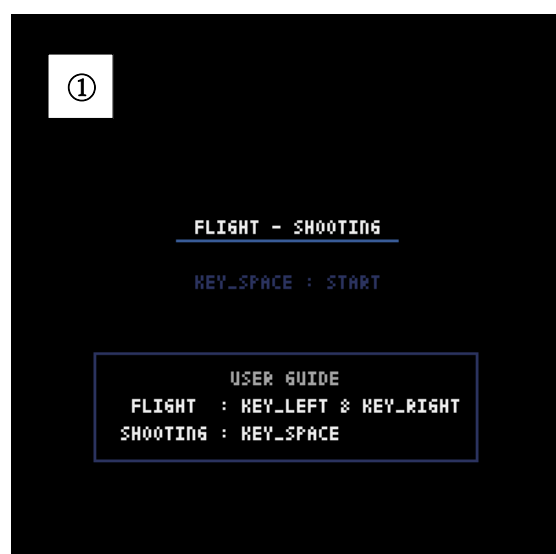 ①
FLIGHT - SHOOTING
KEY_SPACE : START
USER GUIDE
FLIGHT : KEY_LEFT & KEY_RIGHT
SHOOTING : KEY_SPACE